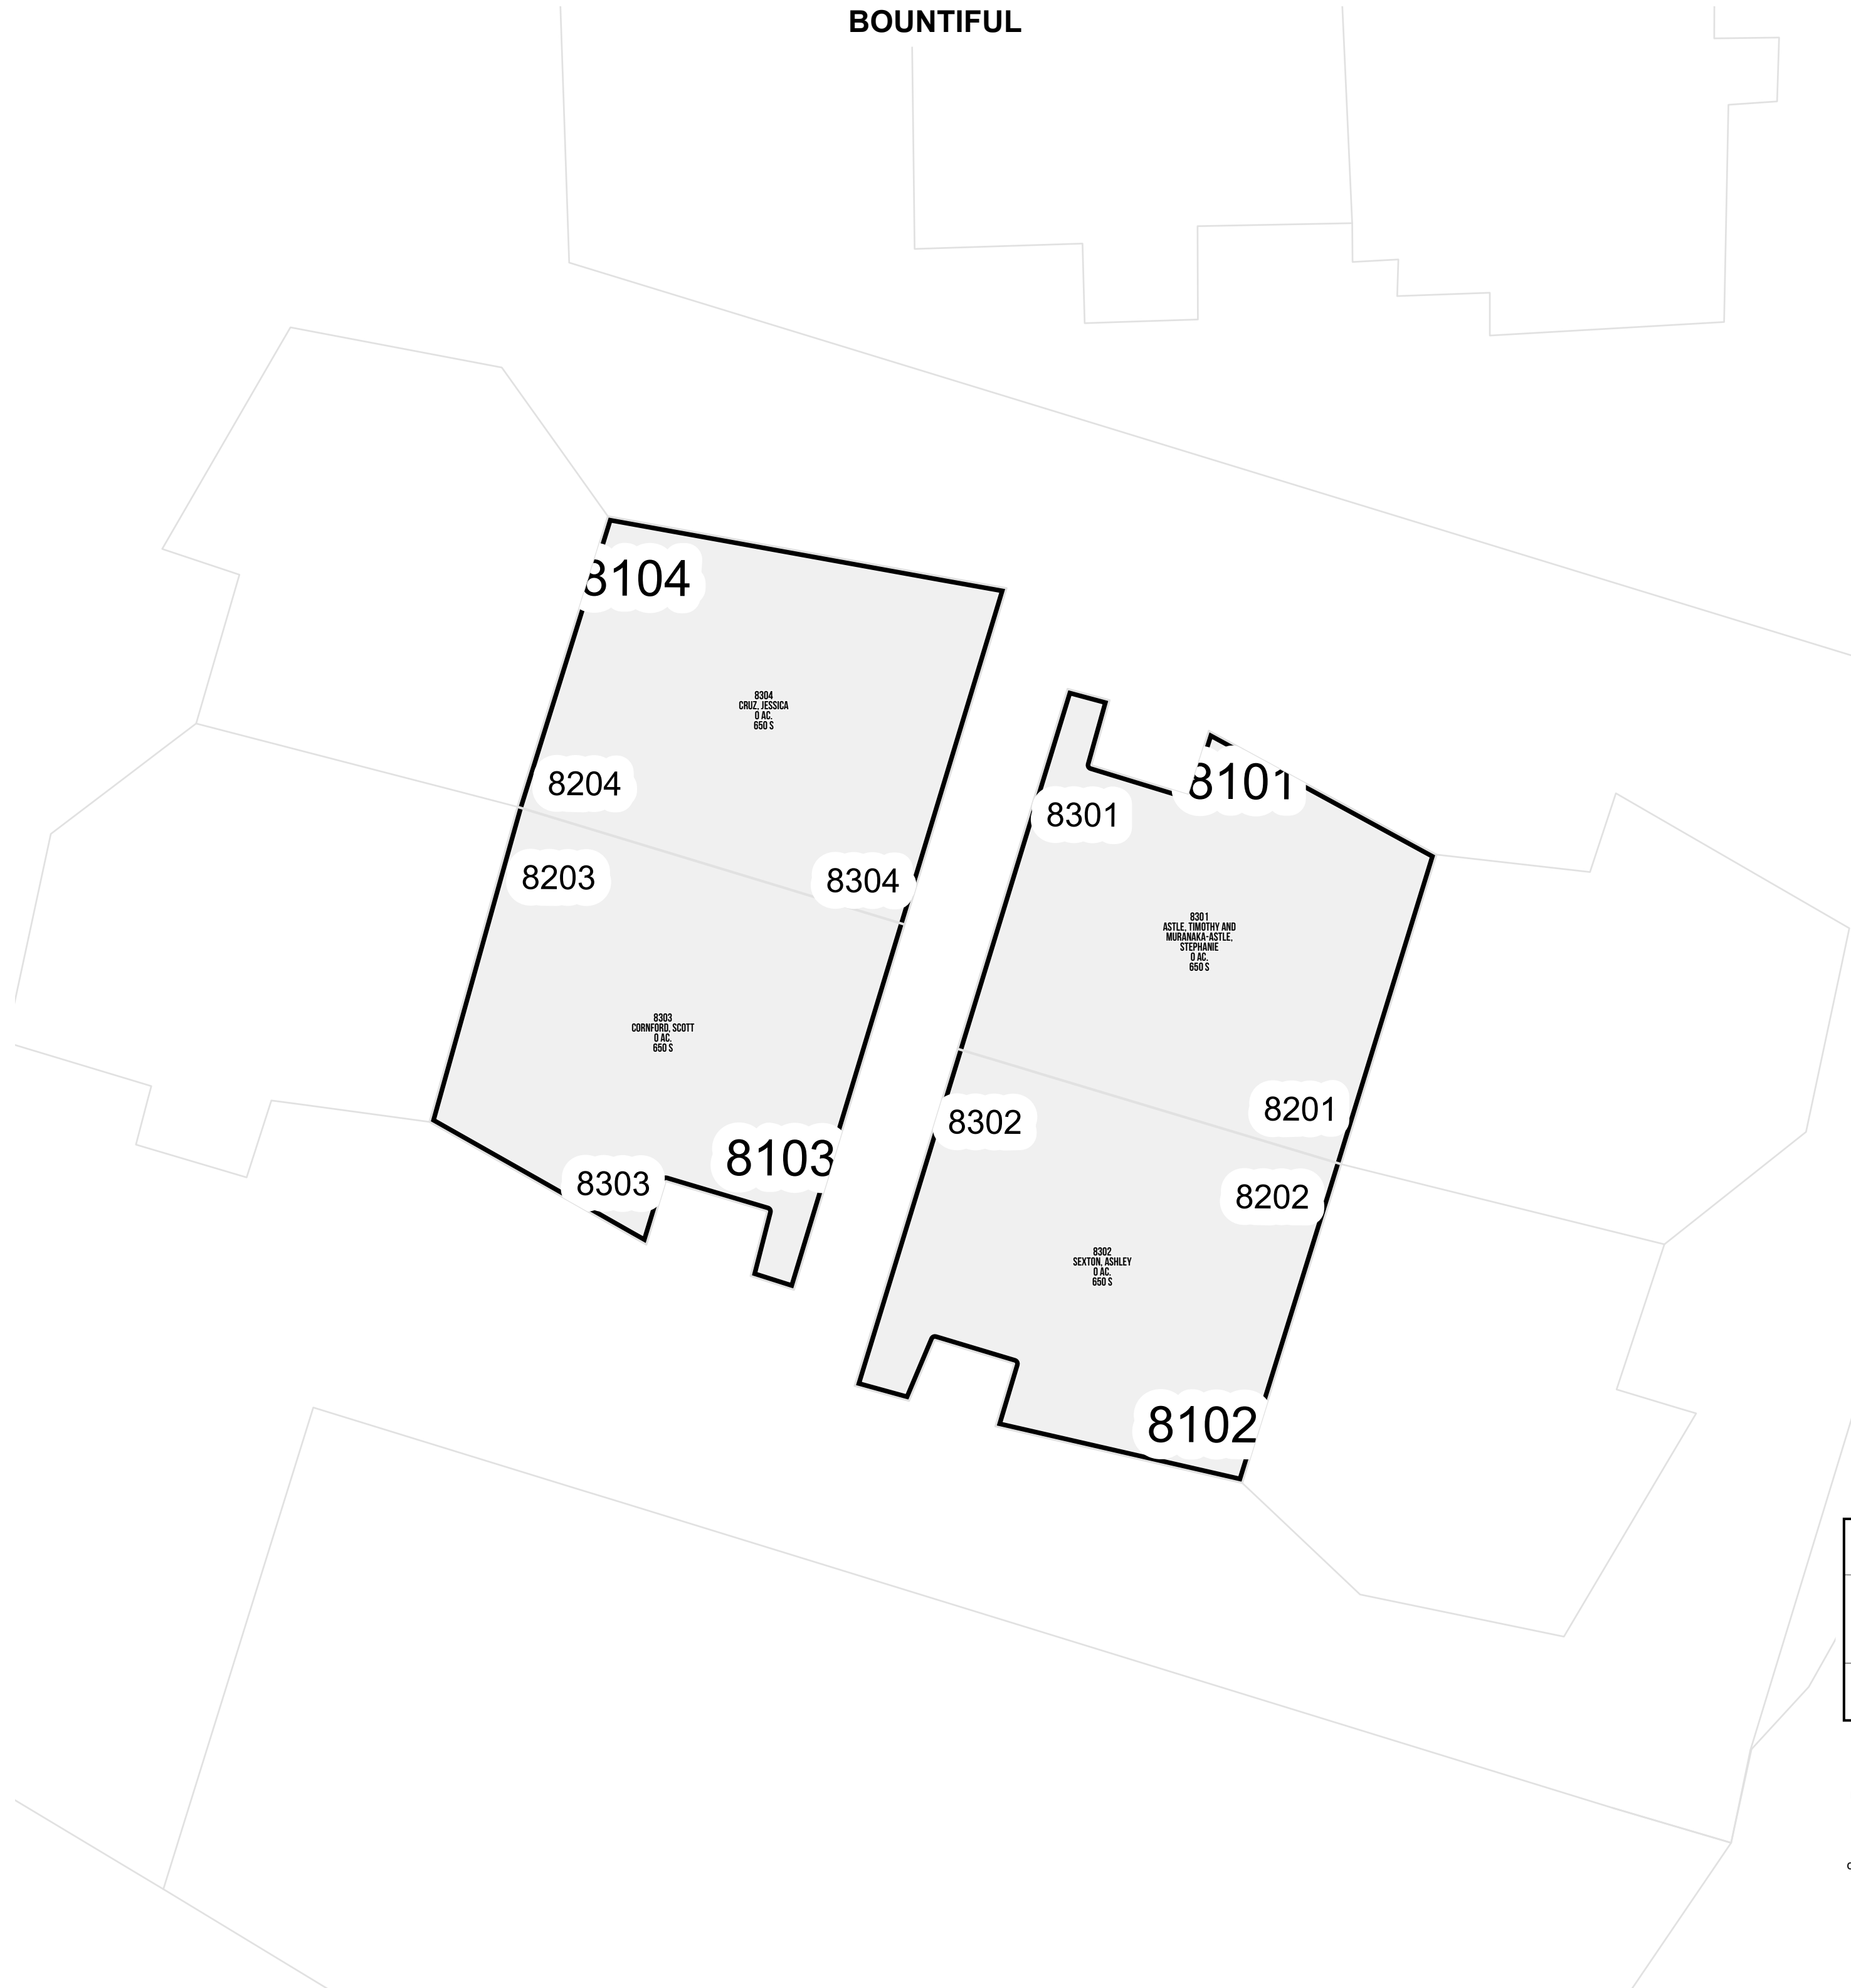 BOUNTIFUL
8104
8304
CRUZ, JESSICA
0 AC.
650 S
8101
8204
8301
8203
8304
8301
ASTLE, TIMOTHY AND
MURANAKA-ASTLE,
STEPHANIE
0 AC.
650 S
8303
CORNFORD, SCOTT
0 AC.
650 S
8201
8302
8103
8303
8202
8302
SEXTON, ASHLEY
0 AC.
650 S
8102